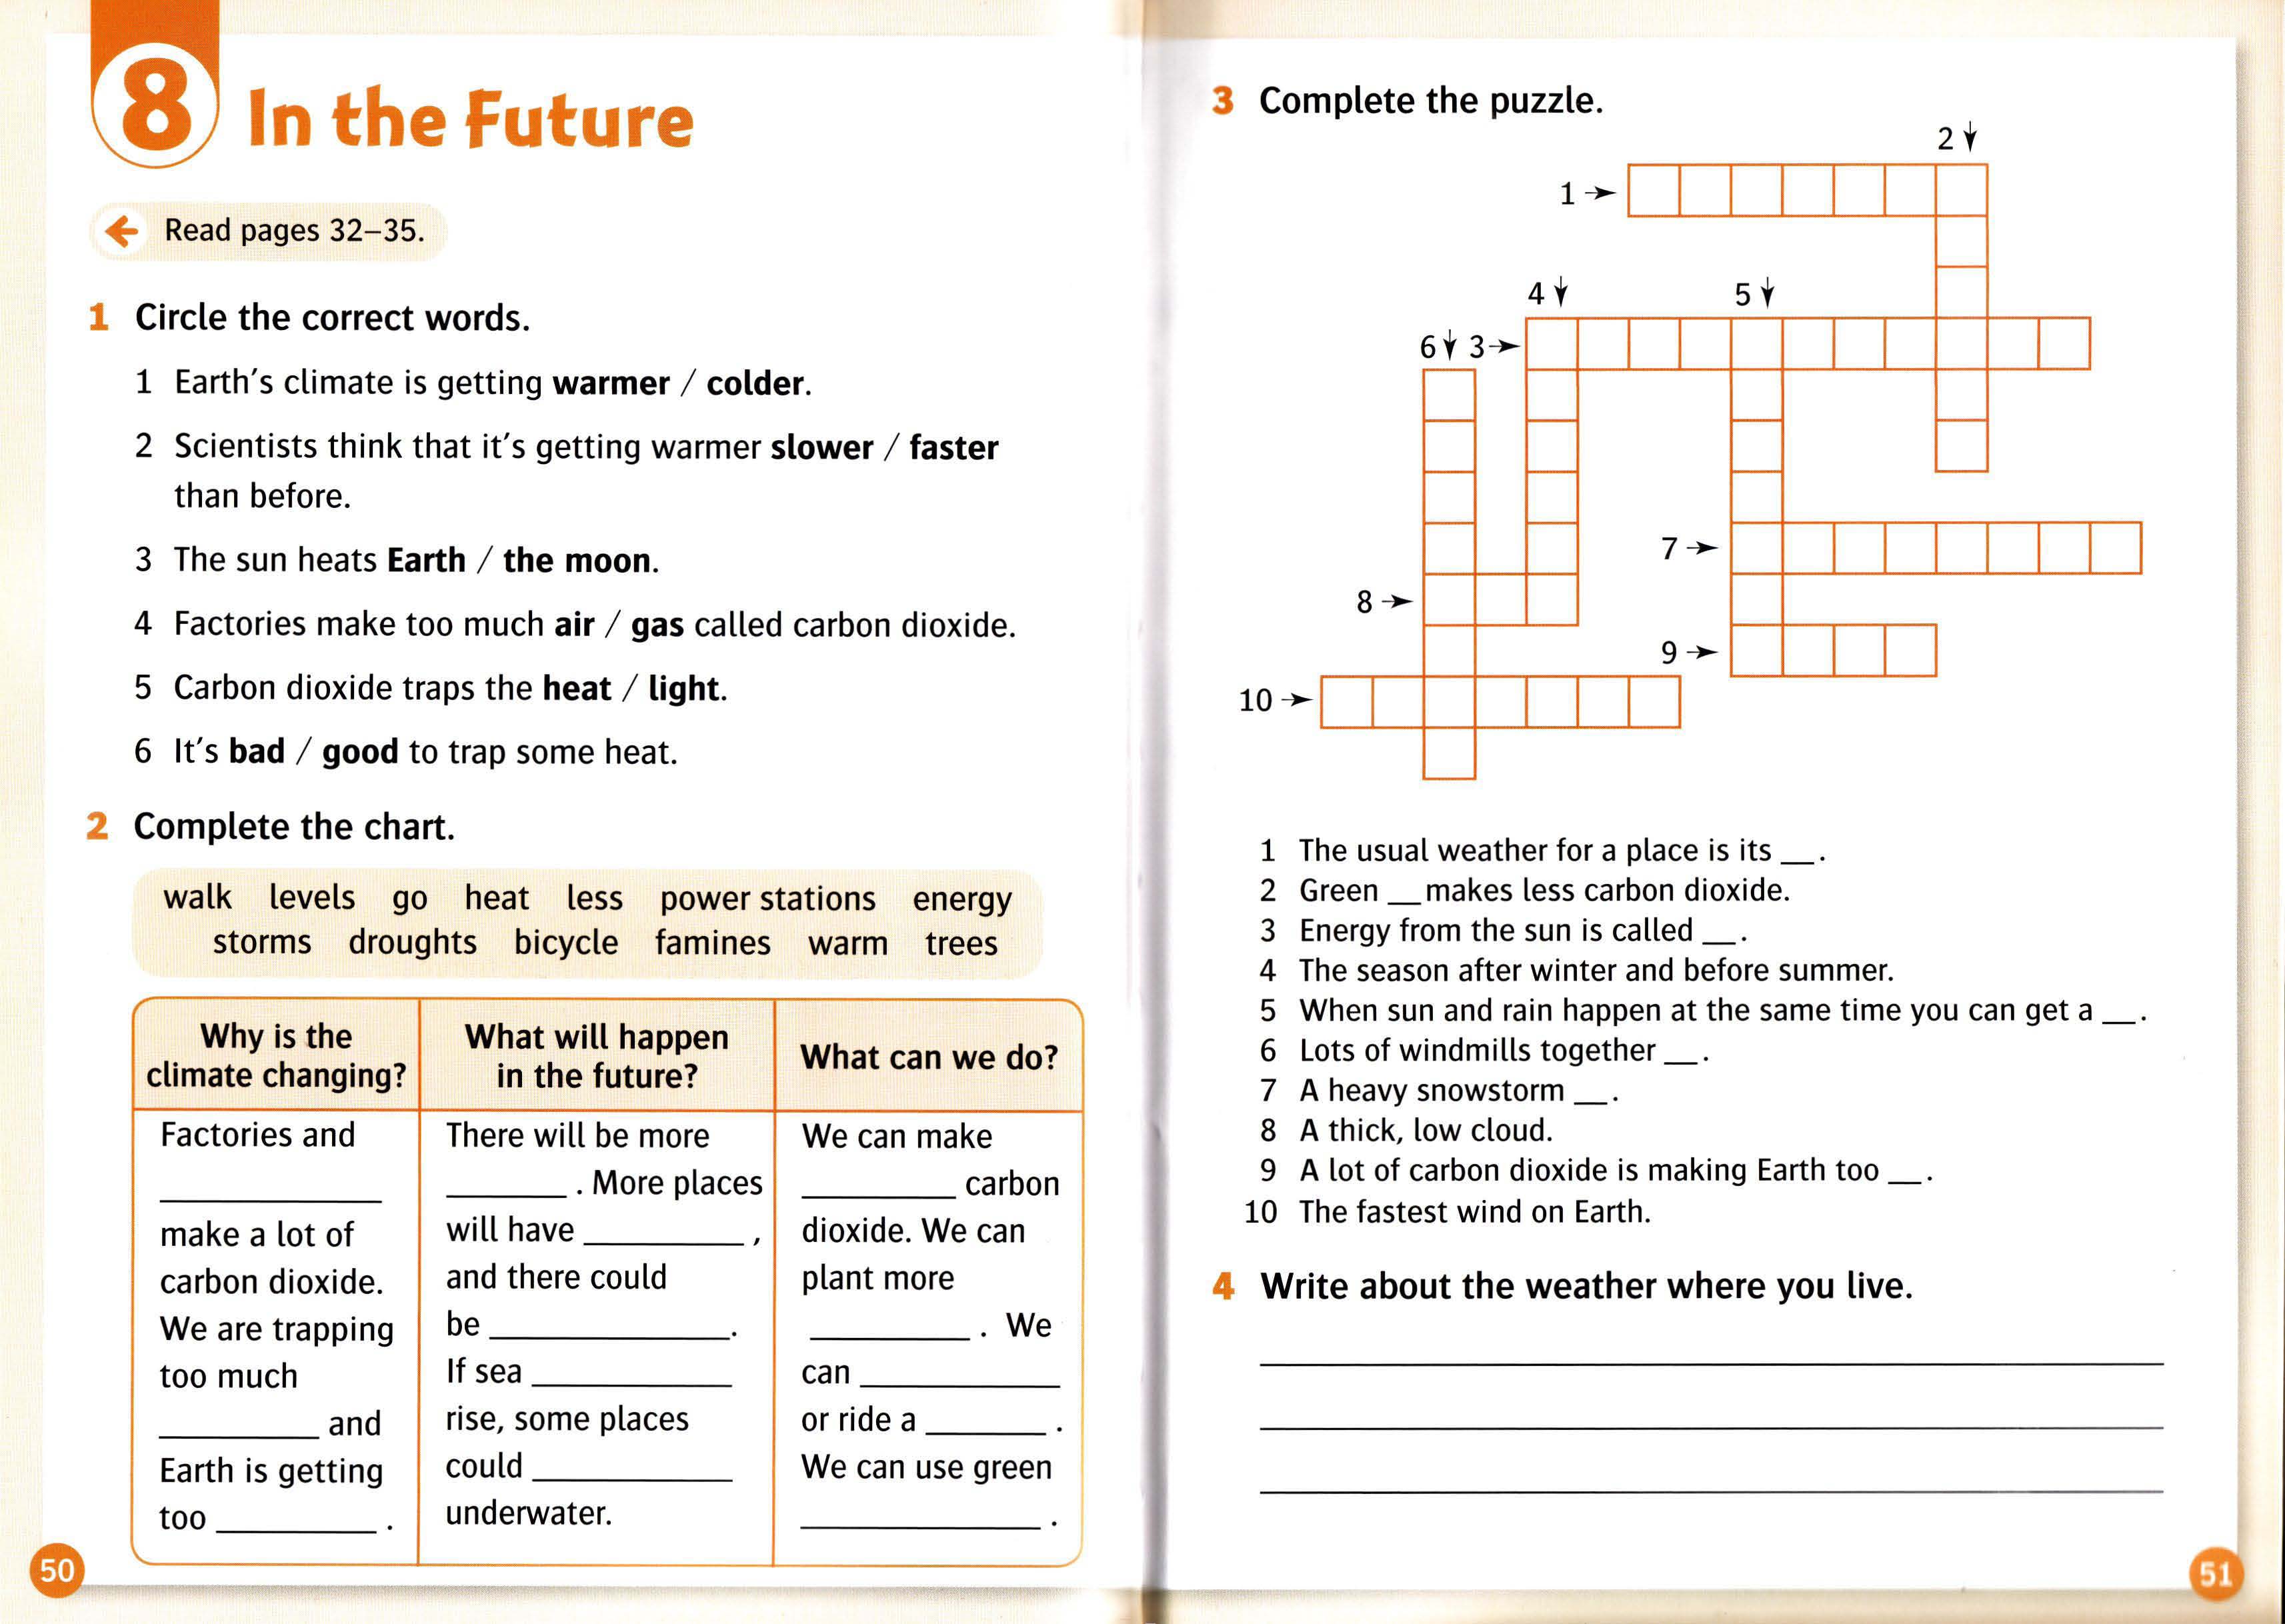 8 In the Future
Read pages 32–35.
1 Circle the correct words.
1 Earth's climate is getting warmer / colder.
2 Scientists think that it's getting warmer slower / faster
than before.
3 The sun heats Earth / the moon.
4 Factories make too much air / gas called carbon dioxide.
5 Carbon dioxide traps the heat / light.
6 It's bad / good to trap some heat.
2 Complete the chart.
walk levels go heat less power stations energy
storms droughts bicycle famines warm trees
Why is the
climate changing?
Factories and
____
make a lot of
carbon dioxide.
We are trapping
too much
____ and
Earth is getting
too ____ .
What will happen
in the future?
There will be more
____ . More places
will have ____ ,
and there could
be ____ .
If sea ____
rise, some places
could ____
underwater.
What can we do?
We can make
____ carbon
dioxide. We can
plant more
____ . We
can ____
or ride a ____ .
We can use green
____ .
50
3 Complete the puzzle.
2
1
4 5
6 3
7
8
9
10
1 The usual weather for a place is its __ .
2 Green __ makes less carbon dioxide.
3 Energy from the sun is called __ .
4 The season after winter and before summer.
5 When sun and rain happen at the same time you can get a __ .
6 Lots of windmills together __ .
7 A heavy snowstorm __ .
8 A thick, low cloud.
9 A lot of carbon dioxide is making Earth too __ .
10 The fastest wind on Earth.
4 Write about the weather where you live.
51